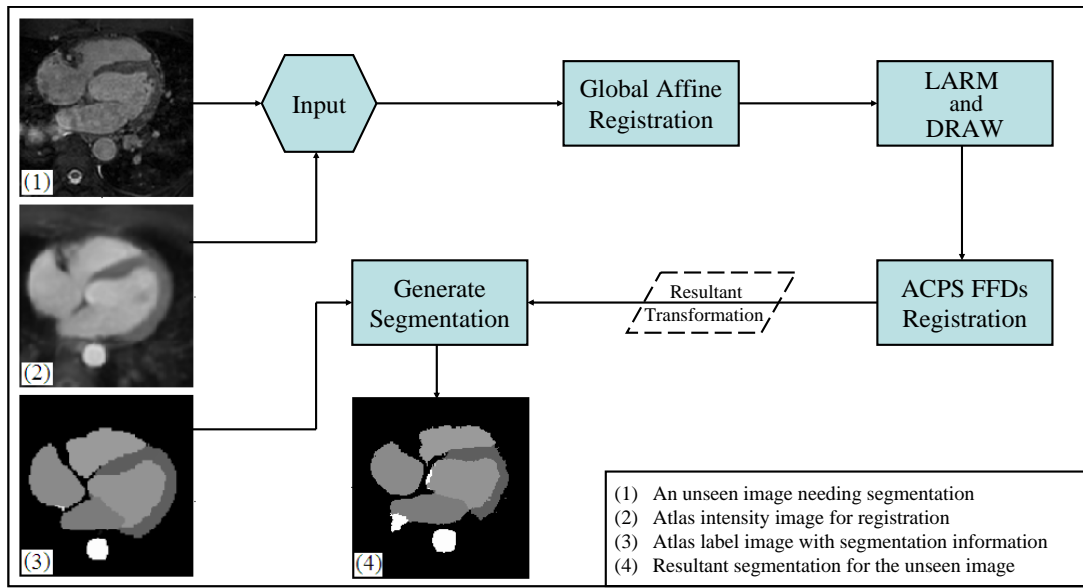 (1)
Input
Global Affine
Registration
LARM
and
DRAW
(2)
Generate
Segmentation
Resultant
Transformation
ACPS FFDs
Registration
(3)
(4)
(1) An unseen image needing segmentation
(2) Atlas intensity image for registration
(3) Atlas label image with segmentation information
(4) Resultant segmentation for the unseen image